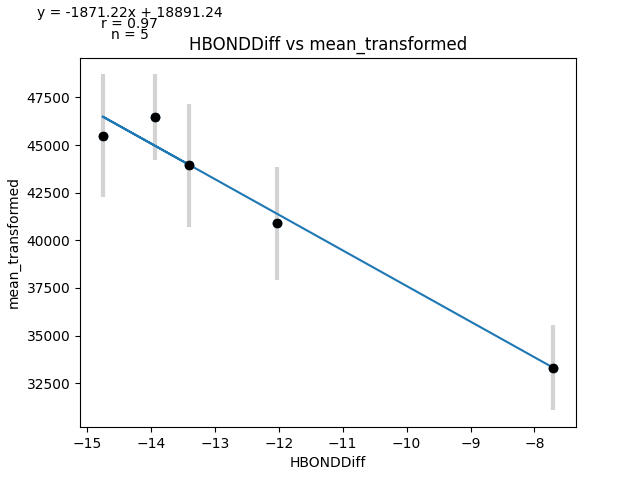 y = -1871.22x + 18891.24
r = 0.97
n = 5
HBONDDiff vs mean_transformed
47500
45000
42500
40000
37500
35000
32500
mean_transformed
−15
−14
−13
−12
−11
−10
−9
−8
HBONDDiff